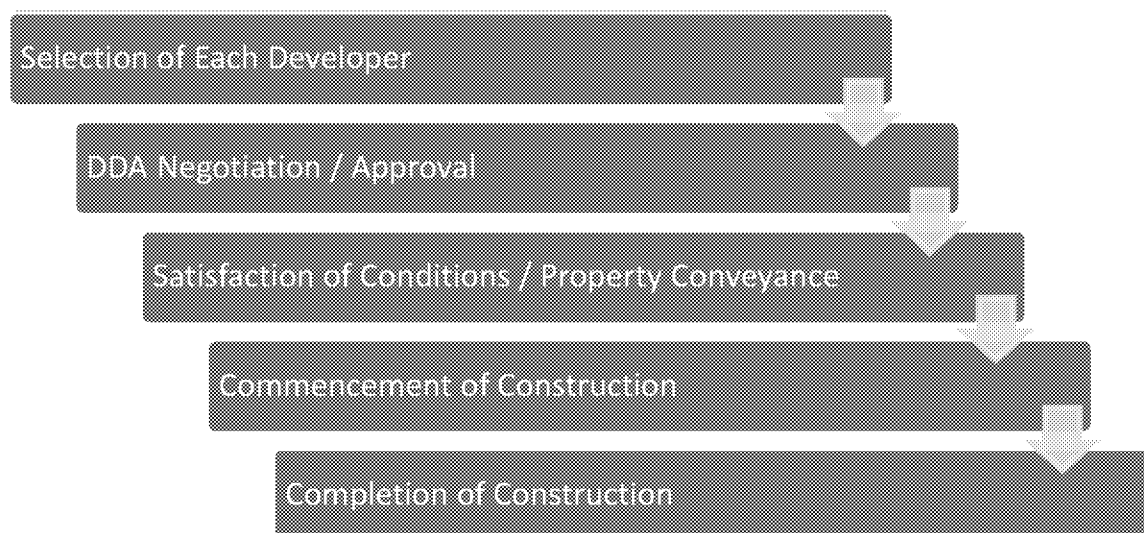 Selection of Each Developer
DDA Negotiation / Approval
Satisfaction of Conditions / Property Conveyance
Commencement of Construction
Completion of Construction